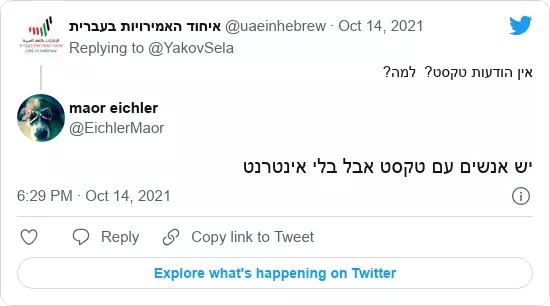 איחוד האמירויות בעברית @uaeinhebrew · Oct 14, 2021
Replying to @YakovSela
אין הודעות טקסט? למה?
maor eichler
@EichlerMaor
יש אנשים עם טקסט אבל בלי אינטרנט
6:29 PM · Oct 14, 2021
Reply
Copy link to Tweet
Explore what's happening on Twitter